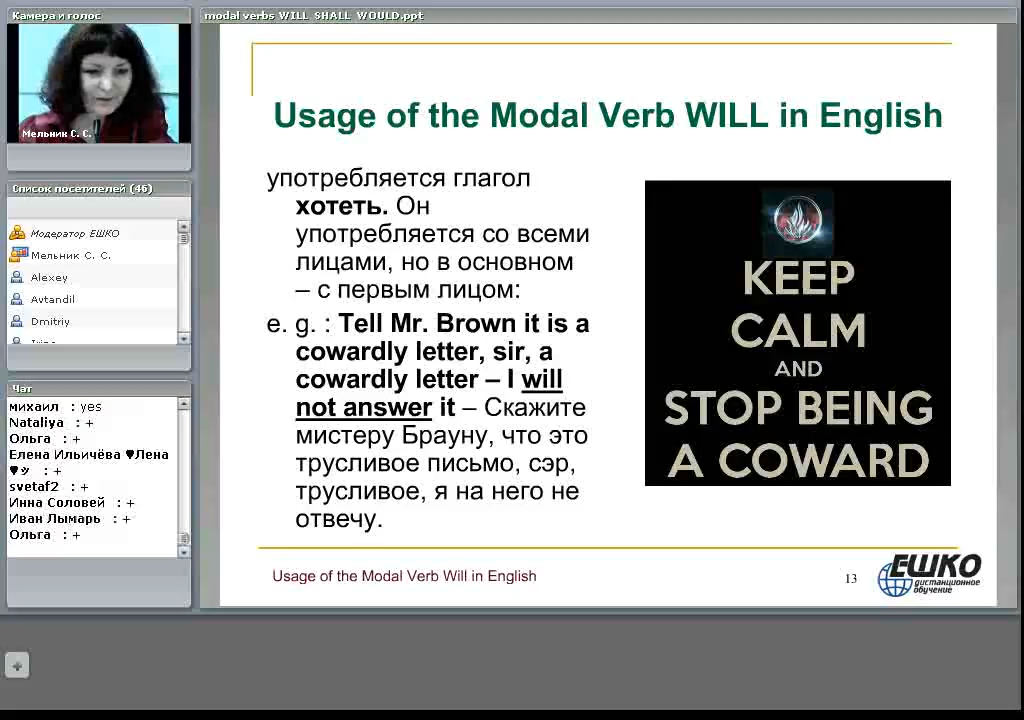 Камера и голос
Мельник С. С.
Список посетителей (46)
Модератор ЕШКО
Мельник С. С.
Alexey
Avtandil
Dmitriy
Чат
михаил : yes
Nataliya : +
Ольга : +
Елена Ильичёва ♥Лена
♥ッ : +
svetaf2 : +
Инна Соловей : +
Иван Лымарь : +
Ольга : +
modal verbs WILL SHALL WOULD.ppt
Usage of the Modal Verb WILL in English
употребляется глагол
хотеть. Он
употребляется со всеми
лицами, но в основном
– с первым лицом:
e. g. : Tell Mr. Brown it is a
cowardly letter, sir, a
cowardly letter – I will
not answer it – Скажите
мистеру Брауну, что это
трусливое письмо, сэр,
трусливое, я на него не
отвечу.
KEEP
CALM
AND
STOP BEING
A COWARD
Usage of the Modal Verb Will in English
13
ЕШКО
дистанционное
обучение